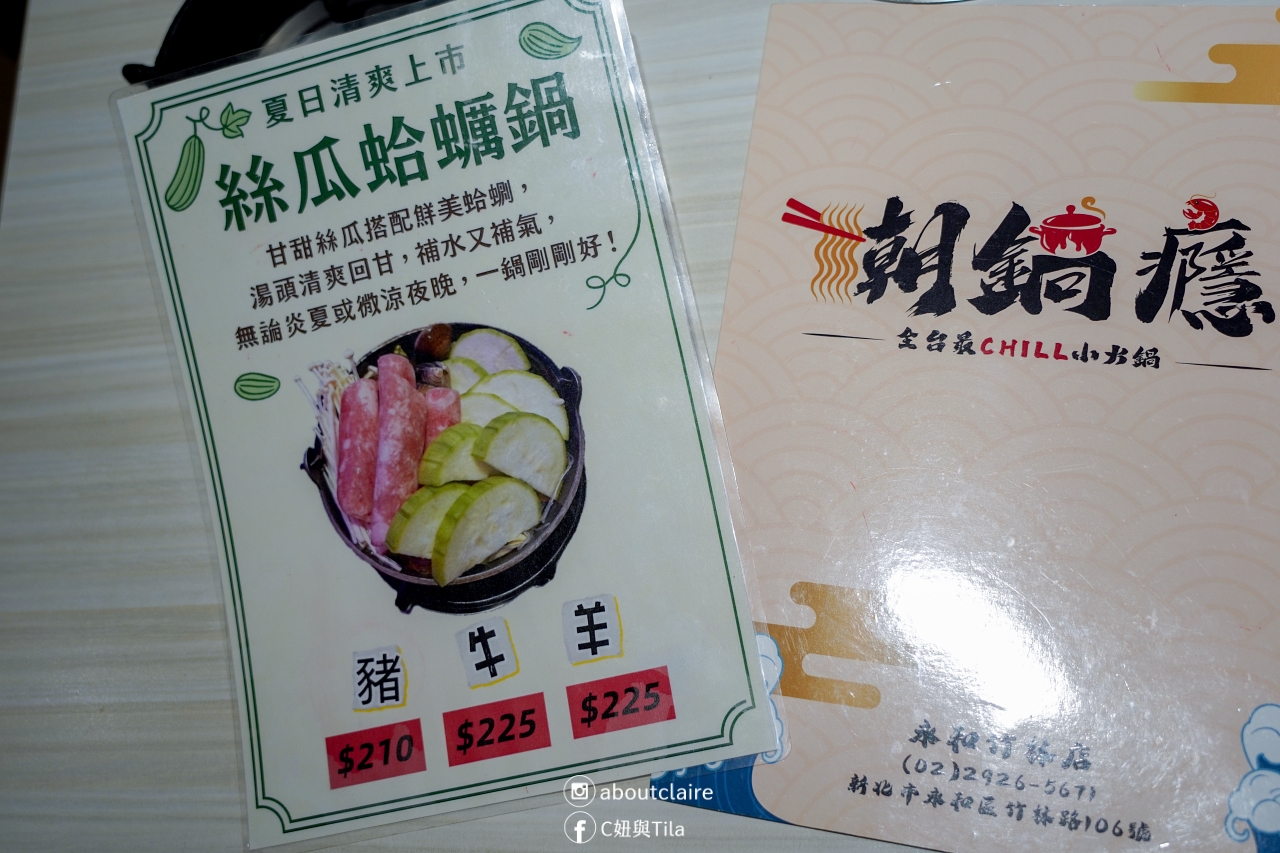 夏日清爽上市
絲瓜蛤蠣鍋
甘甜絲瓜搭配鮮美蛤蠣，
湯頭清爽回甘，補水又補氣，
無論炎夏或微涼夜晚，一鍋剛剛好！
豬
牛
羊
$210
$225
$225
朝鍋癮
全台最CHILL小火鍋
永和竹林店
(02)2926-5671
新北市永和區竹林路106號
aboutclaire
C妞與Tila